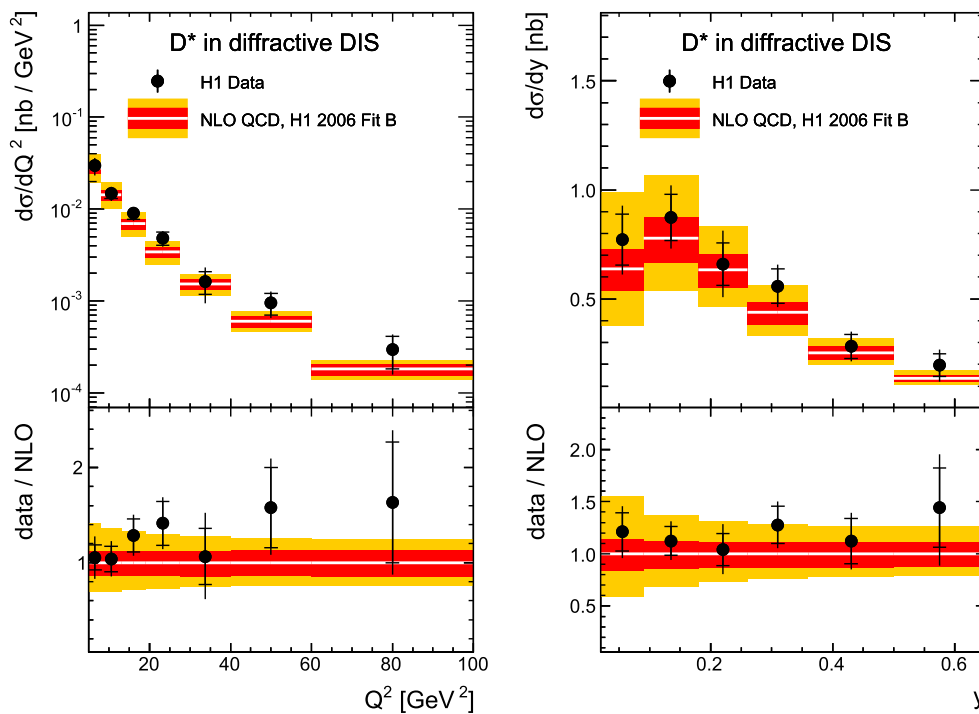 dσ/dQ² [nb / GeV²]
1
10⁻¹
10⁻²
10⁻³
10⁻⁴
D* in diffractive DIS
H1 Data
NLO QCD, H1 2006 Fit B
data / NLO
2
1
20 40 60 80 100
Q² [GeV²]
dσ/dy [nb]
1.5
1.0
0.5
D* in diffractive DIS
H1 Data
NLO QCD, H1 2006 Fit B
data / NLO
2.0
1.5
1.0
0.5
0.2 0.4 0.6
y